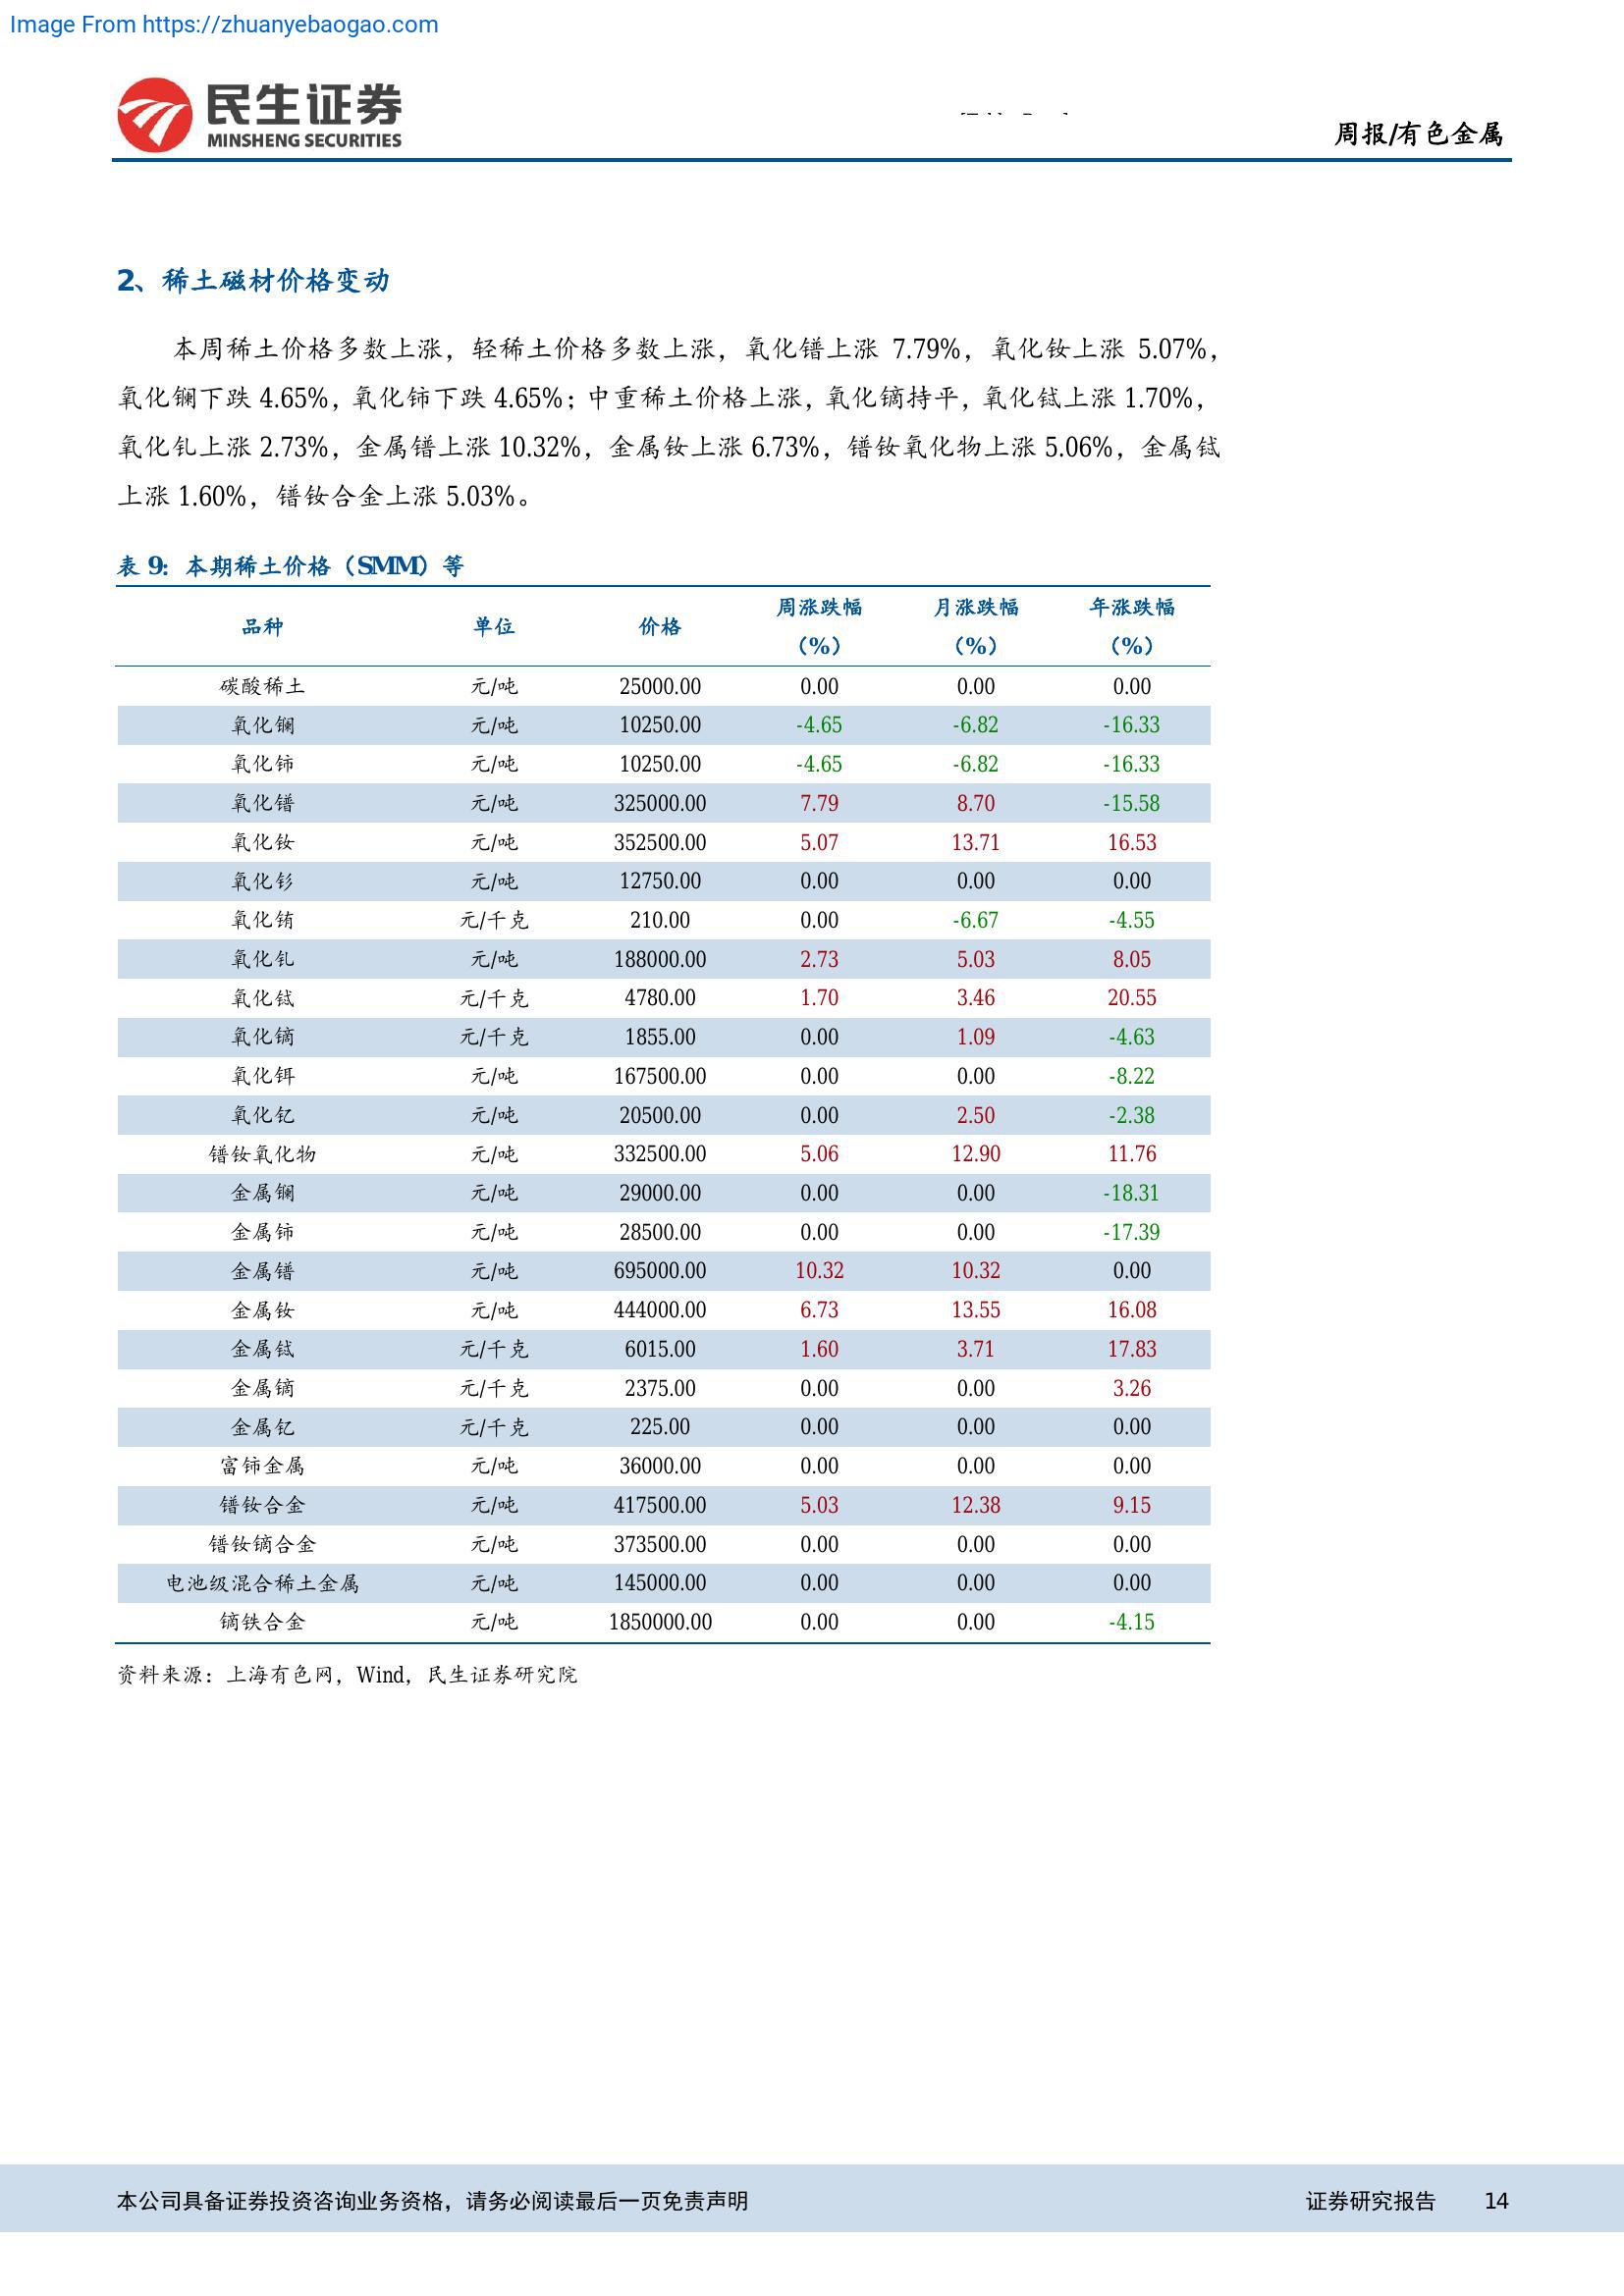 Image From https://zhuanyebaogao.com
民生证券
MINSHENG SECURITIES
周报/有色金属
2、稀土磁材价格变动
本周稀土价格多数上涨，轻稀土价格多数上涨，氧化镨上涨 7.79%，氧化钕上涨 5.07%，
氧化镧下跌 4.65%，氧化铈下跌 4.65%；中重稀土价格上涨，氧化镝持平，氧化铽上涨 1.70%，
氧化钆上涨 2.73%，金属镨上涨 10.32%，金属钕上涨 6.73%，镨钕氧化物上涨 5.06%，金属铽
上涨 1.60%，镨钕合金上涨 5.03%。
表 9：本期稀土价格（SMM）等
品种 单位 价格 周涨跌幅（%） 月涨跌幅（%） 年涨跌幅（%）
碳酸稀土 元/吨 25000.00 0.00 0.00 0.00
氧化镧 元/吨 10250.00 -4.65 -6.82 -16.33
氧化铈 元/吨 10250.00 -4.65 -6.82 -16.33
氧化镨 元/吨 325000.00 7.79 8.70 -15.58
氧化钕 元/吨 352500.00 5.07 13.71 16.53
氧化钐 元/吨 12750.00 0.00 0.00 0.00
氧化铕 元/千克 210.00 0.00 -6.67 -4.55
氧化钆 元/吨 188000.00 2.73 5.03 8.05
氧化铽 元/千克 4780.00 1.70 3.46 20.55
氧化镝 元/千克 1855.00 0.00 1.09 -4.63
氧化铒 元/吨 167500.00 0.00 0.00 -8.22
氧化钇 元/吨 20500.00 0.00 2.50 -2.38
镨钕氧化物 元/吨 332500.00 5.06 12.90 11.76
金属镧 元/吨 29000.00 0.00 0.00 -18.31
金属铈 元/吨 28500.00 0.00 0.00 -17.39
金属镨 元/吨 695000.00 10.32 10.32 0.00
金属钕 元/吨 444000.00 6.73 13.55 16.08
金属铽 元/千克 6015.00 1.60 3.71 17.83
金属镝 元/千克 2375.00 0.00 0.00 3.26
金属钇 元/千克 225.00 0.00 0.00 0.00
富铈金属 元/吨 36000.00 0.00 0.00 0.00
镨钕合金 元/吨 417500.00 5.03 12.38 9.15
镨钕镝合金 元/吨 373500.00 0.00 0.00 0.00
电池级混合稀土金属 元/吨 145000.00 0.00 0.00 0.00
镝铁合金 元/吨 1850000.00 0.00 0.00 -4.15
资料来源：上海有色网，Wind，民生证券研究院
本公司具备证券投资咨询业务资格，请务必阅读最后一页免责声明 证券研究报告 14